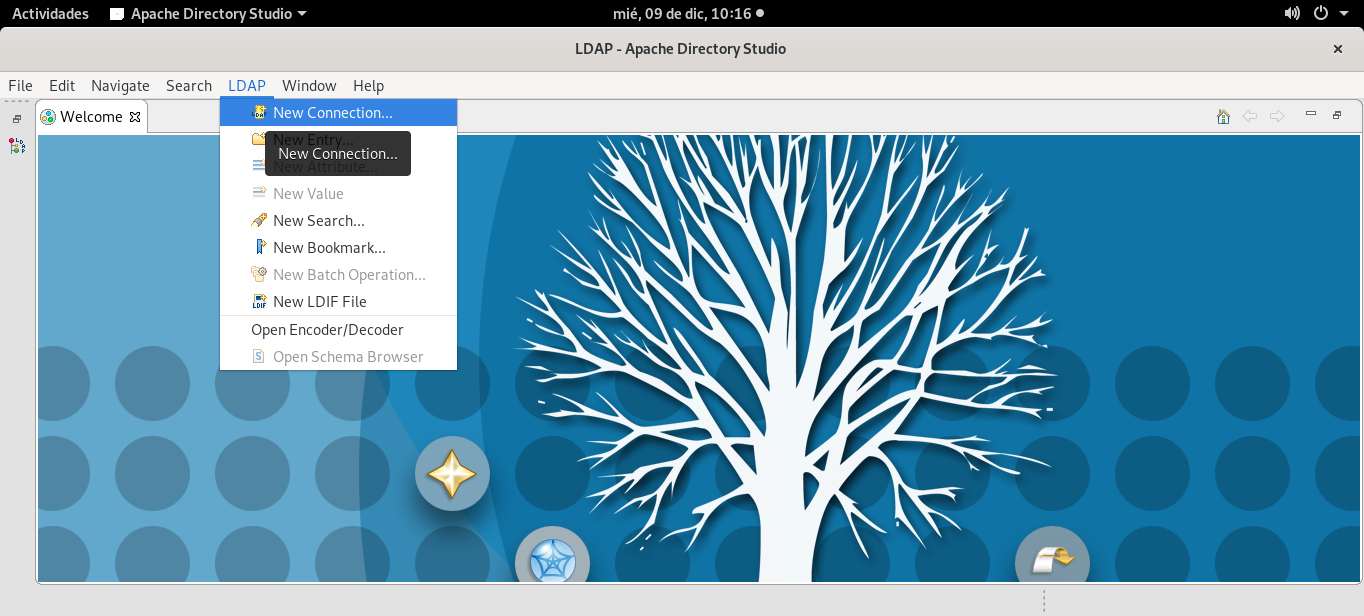 Actividades Apache Directory Studio mié, 09 de dic, 10:16
LDAP - Apache Directory Studio
File Edit Navigate Search LDAP Window Help
Welcome
New Connection...
New Entry...
New Connection...
New Attribute...
New Value
New Search...
New Bookmark...
New Batch Operation...
LDIF New LDIF File
Open Encoder/Decoder
Open Schema Browser